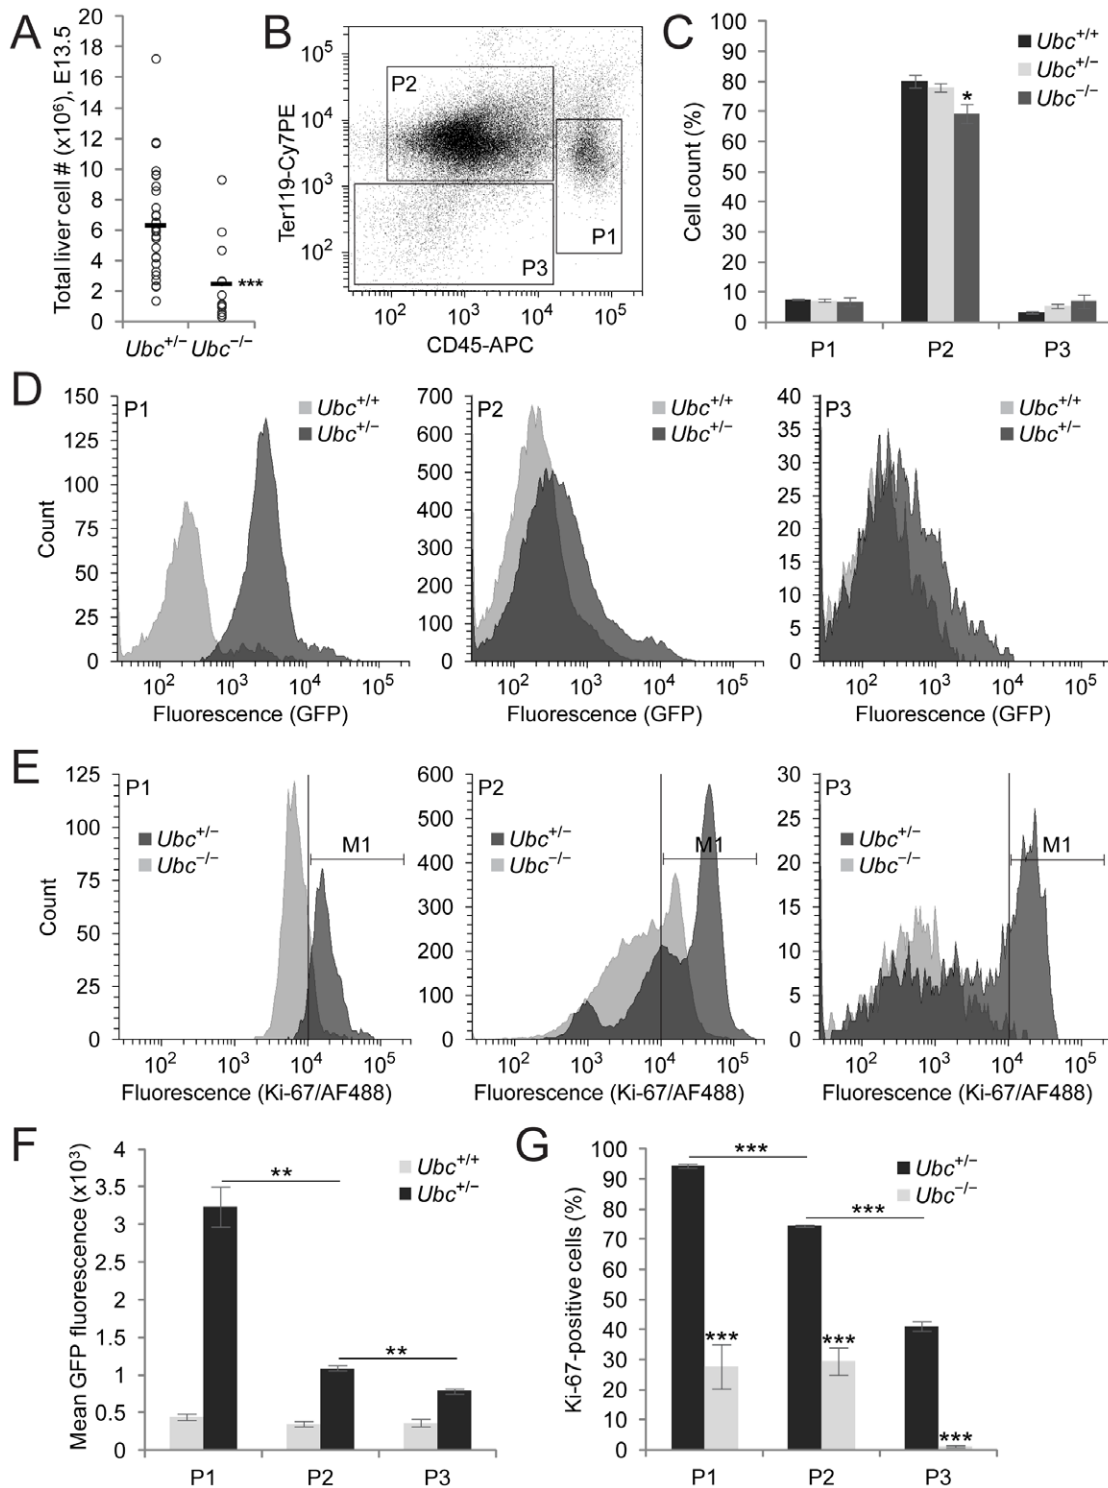 A
Total liver cell # (x10⁶), E13.5
20
18
16
14
12
10
8
6
4
2
0
***
Ubc⁺/⁻ Ubc⁻/⁻
B
Ter119-Cy7PE
10⁵
10⁴
10³
10²
P2
P1
P3
10² 10³ 10⁴ 10⁵
CD45-APC
C
Cell count (%)
100
90
80
70
60
50
40
30
20
10
0
Ubc⁺/⁺
Ubc⁺/⁻
Ubc⁻/⁻
*
P1 P2 P3
D
Count
150
125
100
75
50
25
0
P1
Ubc⁺/⁺
Ubc⁺/⁻
10² 10³ 10⁴ 10⁵
Fluorescence (GFP)
700
600
500
400
300
200
100
0
P2
Ubc⁺/⁺
Ubc⁺/⁻
10² 10³ 10⁴ 10⁵
Fluorescence (GFP)
40
35
30
25
20
15
10
5
0
P3
Ubc⁺/⁺
Ubc⁺/⁻
10² 10³ 10⁴ 10⁵
Fluorescence (GFP)
E
Count
125
100
75
50
25
0
P1
Ubc⁺/⁻
Ubc⁻/⁻
M1
10² 10³ 10⁴ 10⁵
Fluorescence (Ki-67/AF488)
600
500
400
300
200
100
0
P2
Ubc⁺/⁻
Ubc⁻/⁻
M1
10² 10³ 10⁴ 10⁵
Fluorescence (Ki-67/AF488)
30
25
20
15
10
5
0
P3
Ubc⁺/⁻
Ubc⁻/⁻
M1
10² 10³ 10⁴ 10⁵
Fluorescence (Ki-67/AF488)
F
Mean GFP fluorescence (x10³)
4
3.5
3
2.5
2
1.5
1
0.5
0
Ubc⁺/⁺
Ubc⁺/⁻
**
**
P1 P2 P3
G
Ki-67-positive cells (%)
100
90
80
70
60
50
40
30
20
10
0
Ubc⁺/⁻
Ubc⁻/⁻
***
***
***
***
***
P1 P2 P3